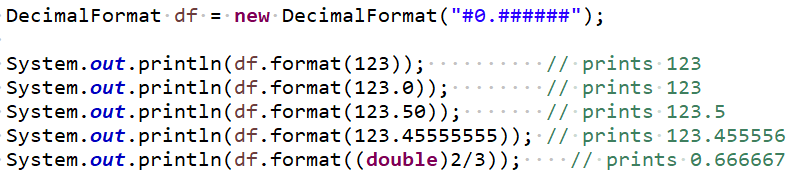 DecimalFormat df = new DecimalFormat("#0.######");
System.out.println(df.format(123)); // prints 123
System.out.println(df.format(123.0)); // prints 123
System.out.println(df.format(123.50)); // prints 123.5
System.out.println(df.format(123.45555555)); // prints 123.455556
System.out.println(df.format((double)2/3)); // prints 0.666667